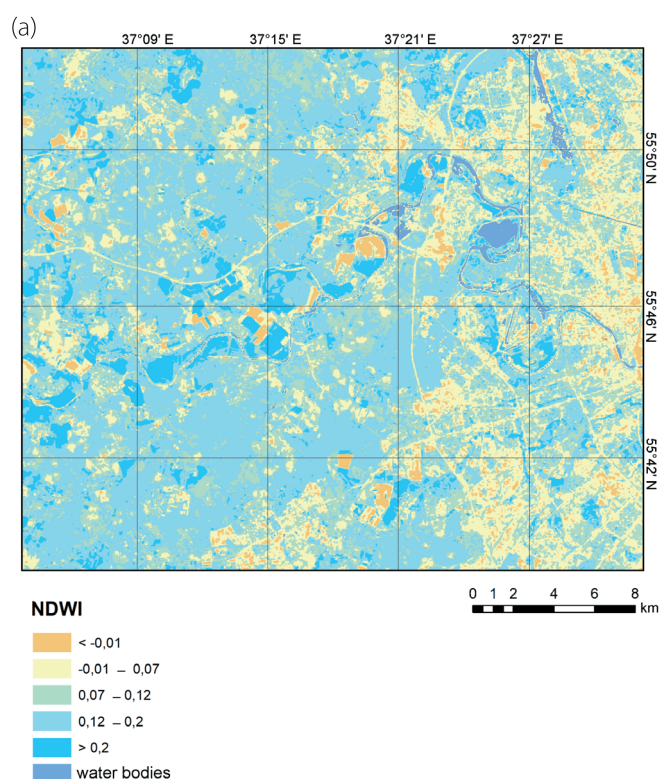 (a)
37°09' E 37°15' E 37°21' E 37°27' E
55°50' N
55°46' N
55°42' N
NDWI
0 1 2 4 6 8
km
< -0,01
-0,01 – 0,07
0,07 – 0,12
0,12 – 0,2
> 0,2
water bodies